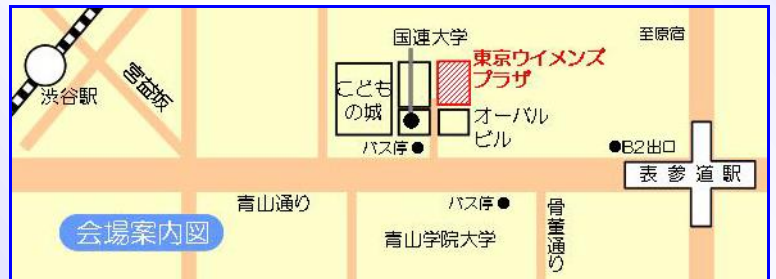 国連大学
至原宿
東京ウイメンズ
プラザ
渋谷駅
宮益坂
こども
の城
オーバル
ビル
バス停●
●B2出口
表参道駅
青山通り
バス停●
骨董通り
会場案内図
青山学院大学